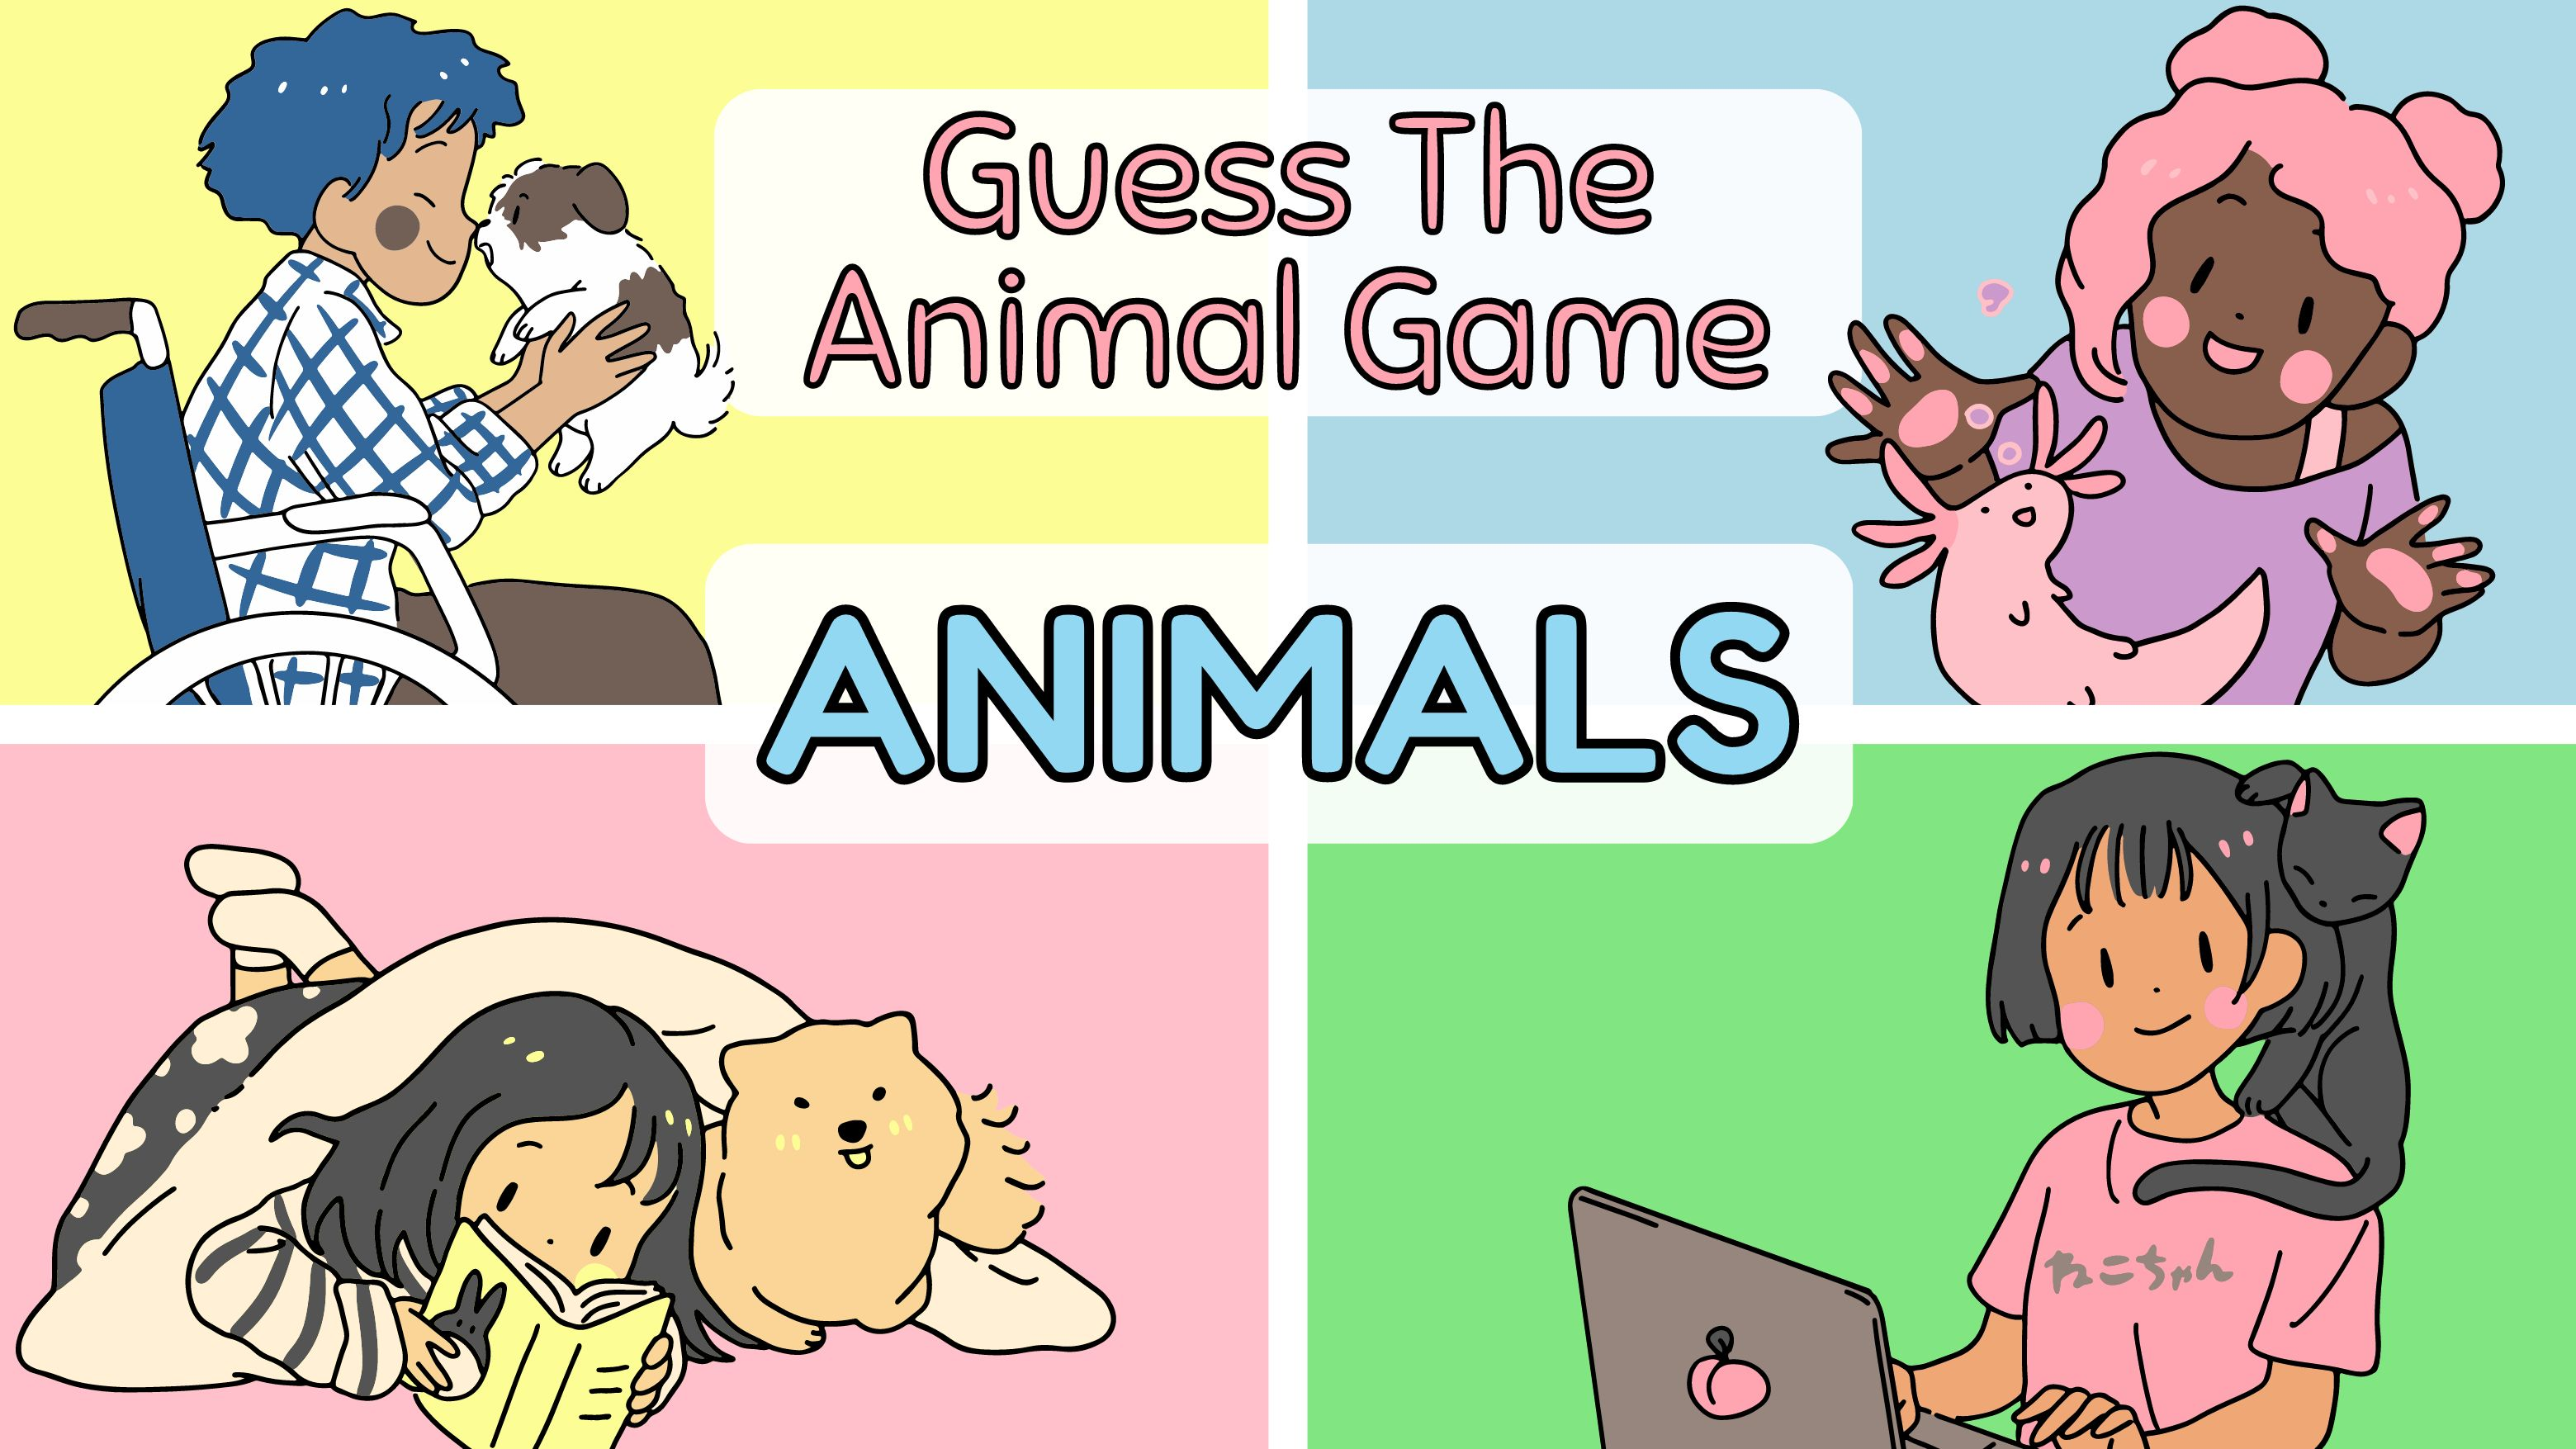 Guess The
Animal Game
ANIMALS
ねこちゃん